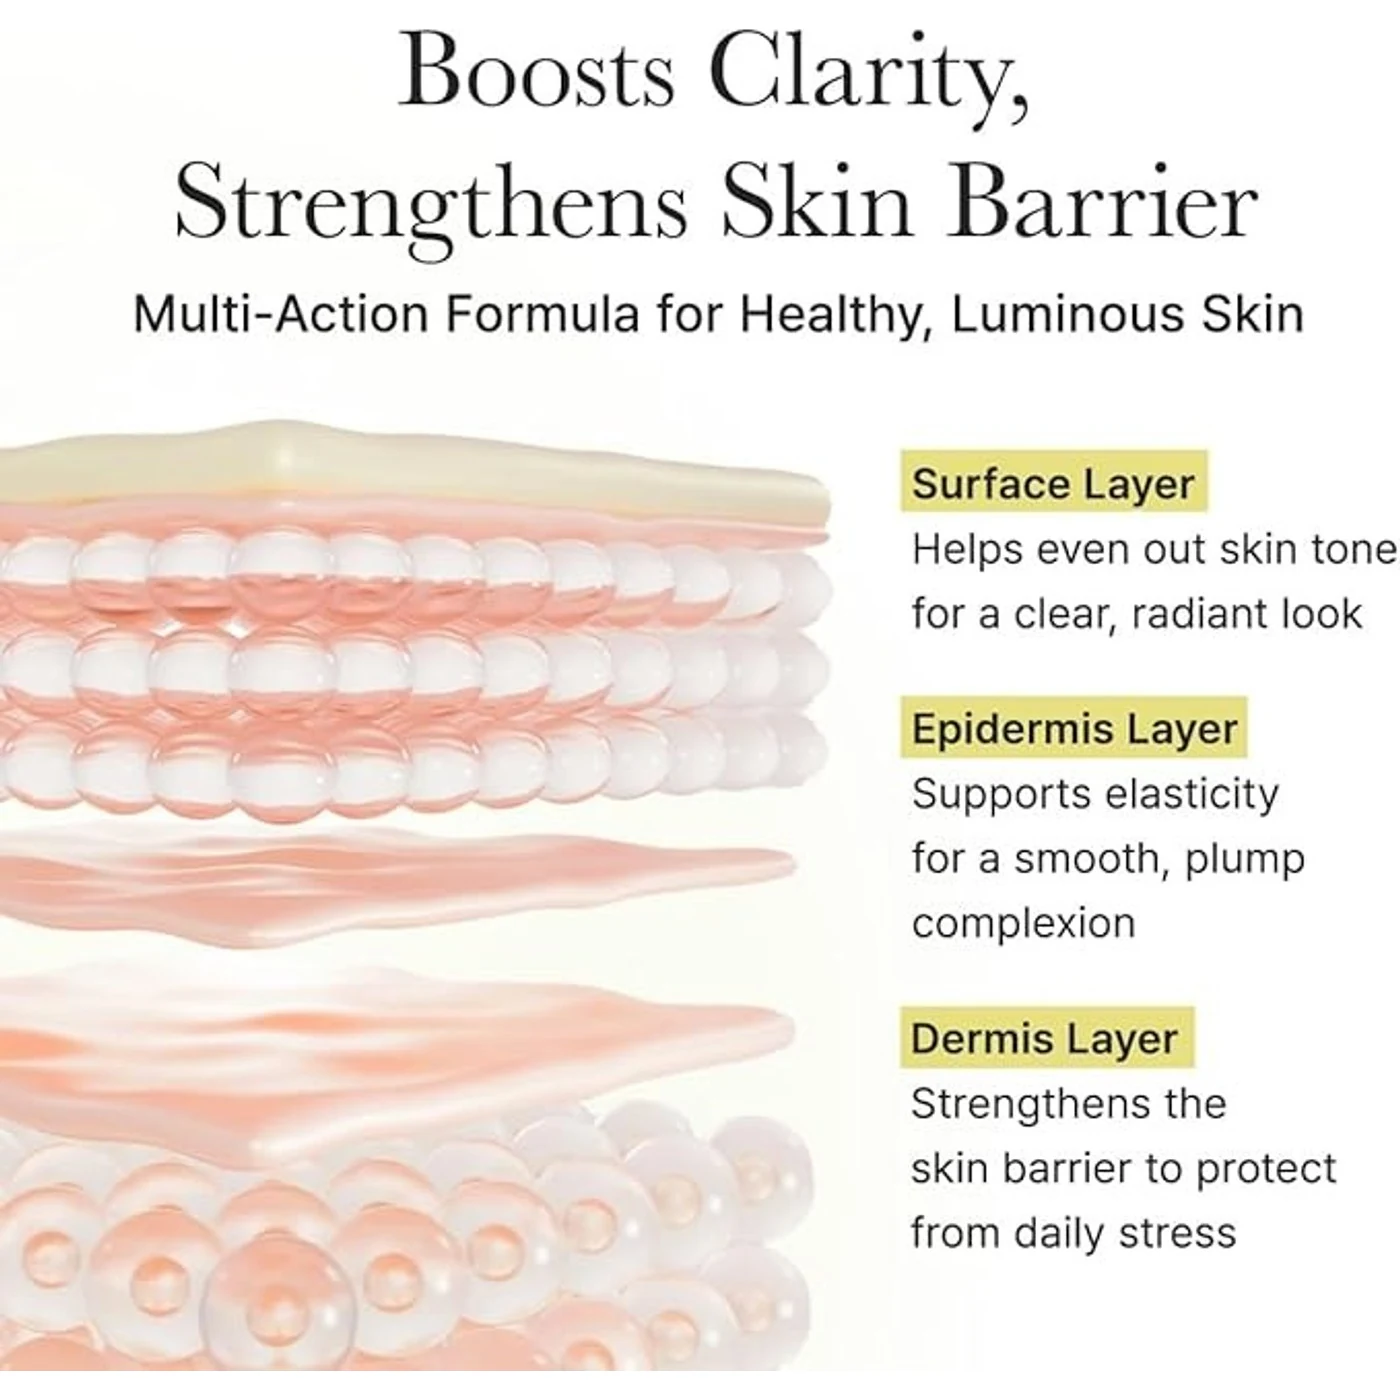 Boosts Clarity,
Strengthens Skin Barrier
Multi-Action Formula for Healthy, Luminous Skin
Surface Layer
Helps even out skin tone
for a clear, radiant look
Epidermis Layer
Supports elasticity
for a smooth, plump
complexion
Dermis Layer
Strengthens the
skin barrier to protect
from daily stress